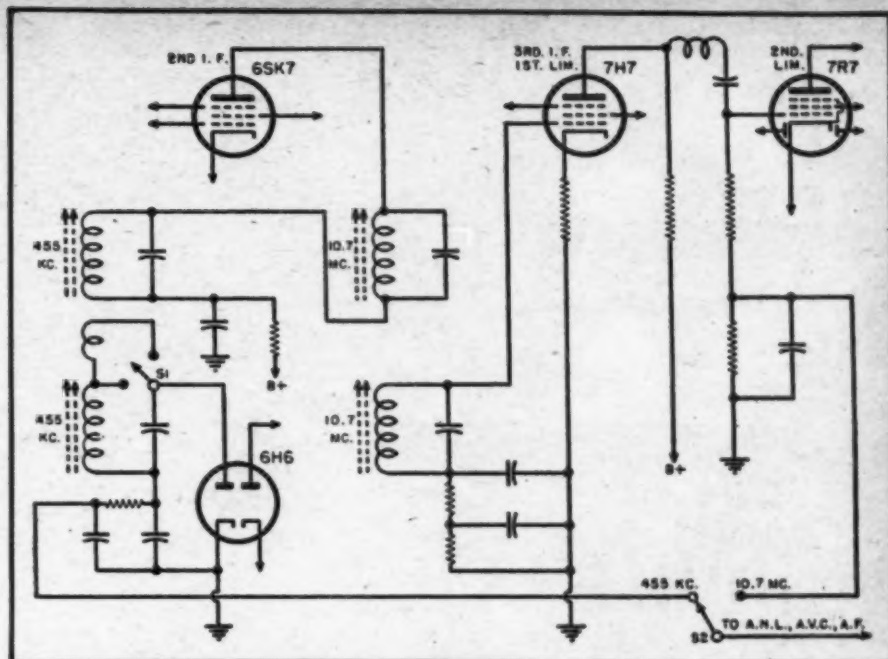 2ND I. F.
6SK7
3RD. I. F.
1ST. LIM.
7H7
2ND.
LIM.
7R7
455
KC.
10.7
MC.
S1
B+
455
KC.
6H6
10.7
MC.
B+
455 KC.
10.7 MC.
S2
TO A.N.L., A.V.C., A.F.